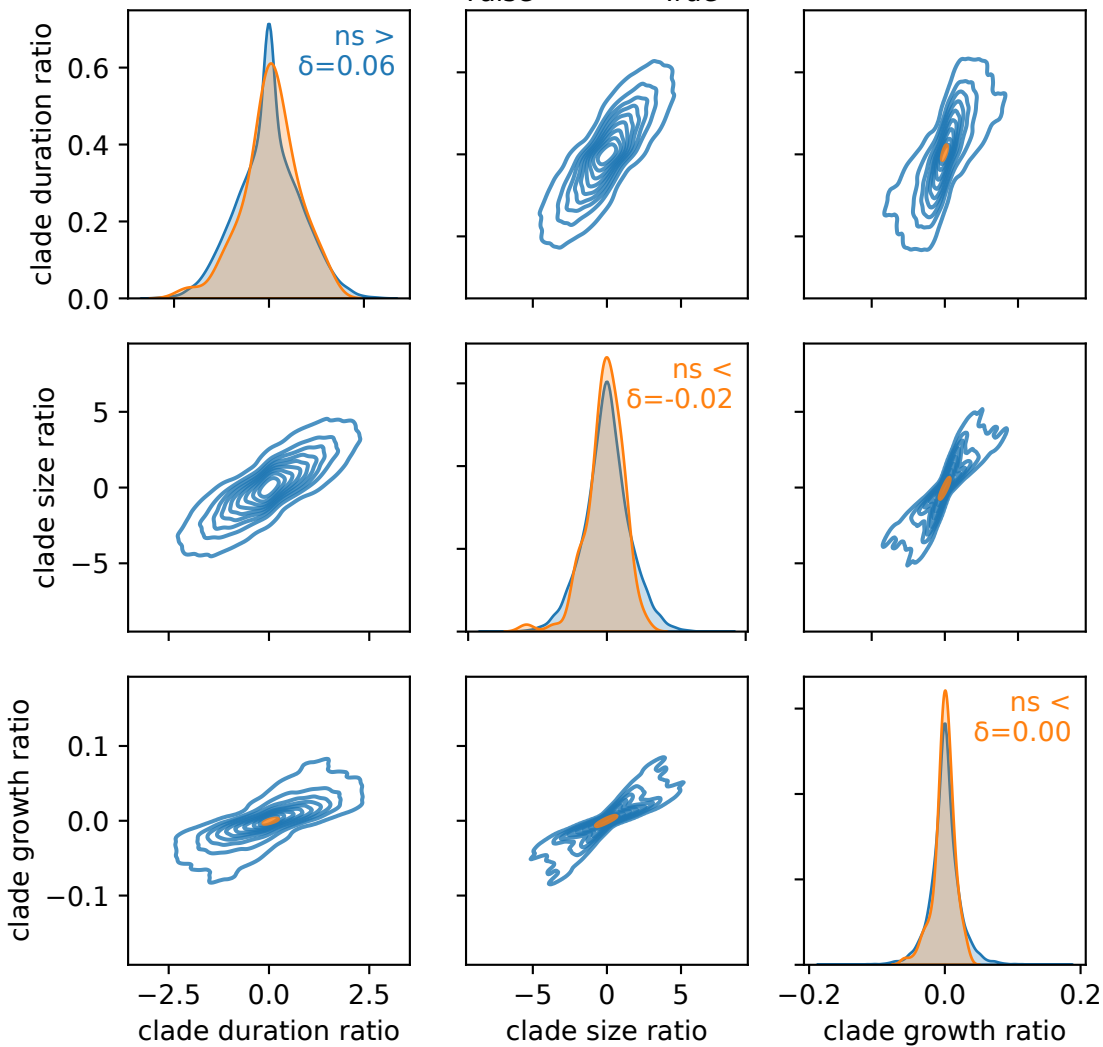 clade duration ratio
0.6
0.4
0.2
0.0
ns >
δ=0.06
clade size ratio
5
0
−5
ns <
δ=-0.02
clade growth ratio
0.1
0.0
−0.1
ns <
δ=0.00
−2.5 0.0 2.5
−5 0 5
−0.2 0.0 0.2
clade duration ratio
clade size ratio
clade growth ratio